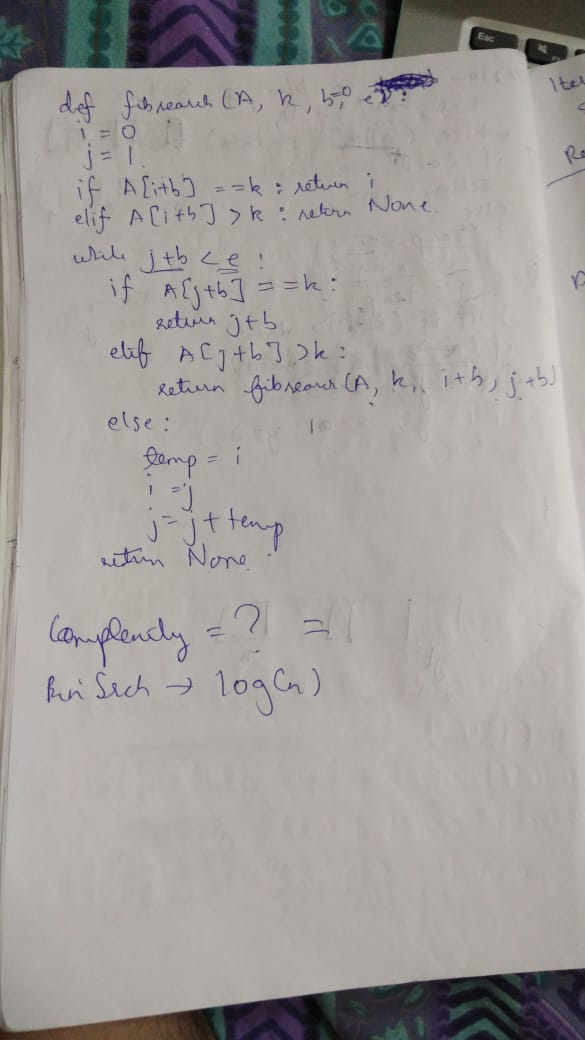 Esc
def fibsearch (A, k, b=0, e):
i = 0
j = 1
if A[i+b] == k : return i
elif A[i+b] > k : return None.
while j+b < e :
if A[j+b] == k :
return j+b
elif A[j+b] > k :
return fibsearch (A, k, i+b, j+b)
else :
temp = i
i = j
j = j + temp
return None.
Complexity = ? =
Bin Srch → log(n)
Iter
Re